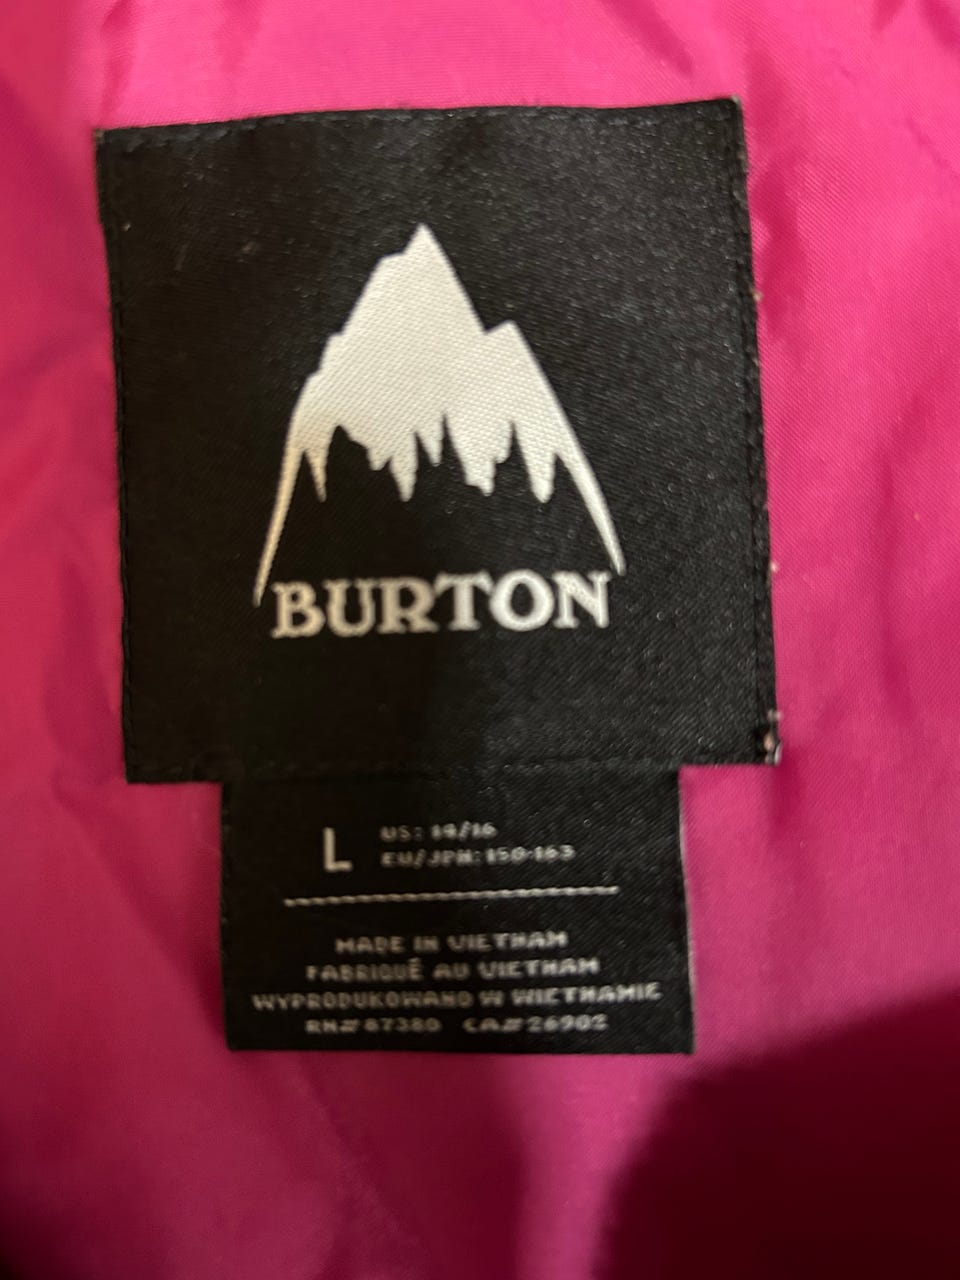 BURTON
L US: 14/16
EU/JPN: 150-163
MADE IN VIETNAM
FABRIQUÉ AU VIETNAM
WYPRODUKOWANO W WIETNAMIE
RN# 87380 CA# 26902